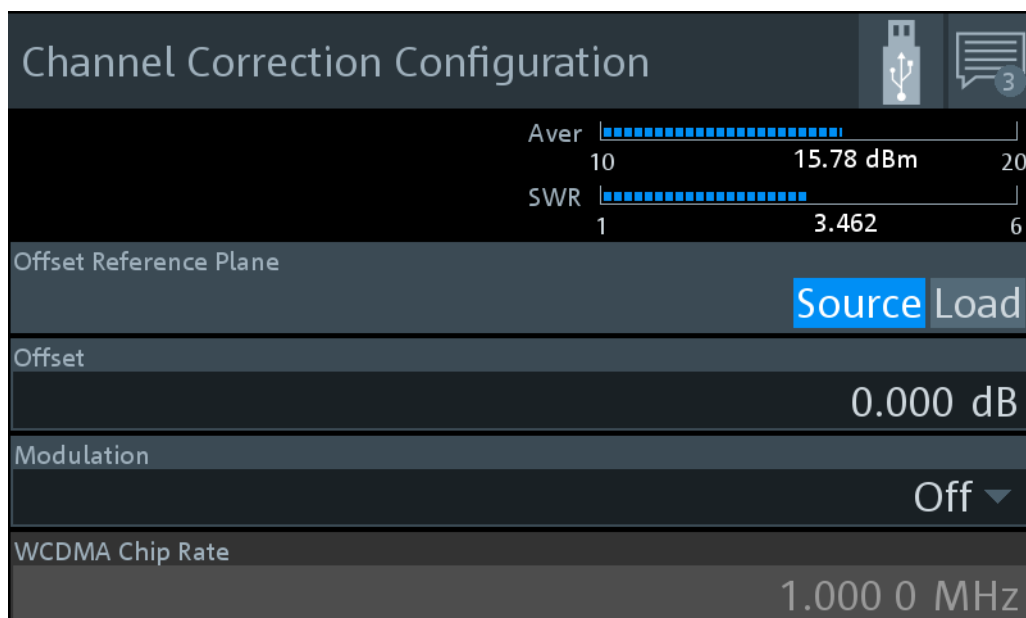 Channel Correction Configuration
3
Aver
10 15.78 dBm 20
SWR
1 3.462 6
Offset Reference Plane
Source Load
Offset
0.000 dB
Modulation
Off
WCDMA Chip Rate
1.000 0 MHz